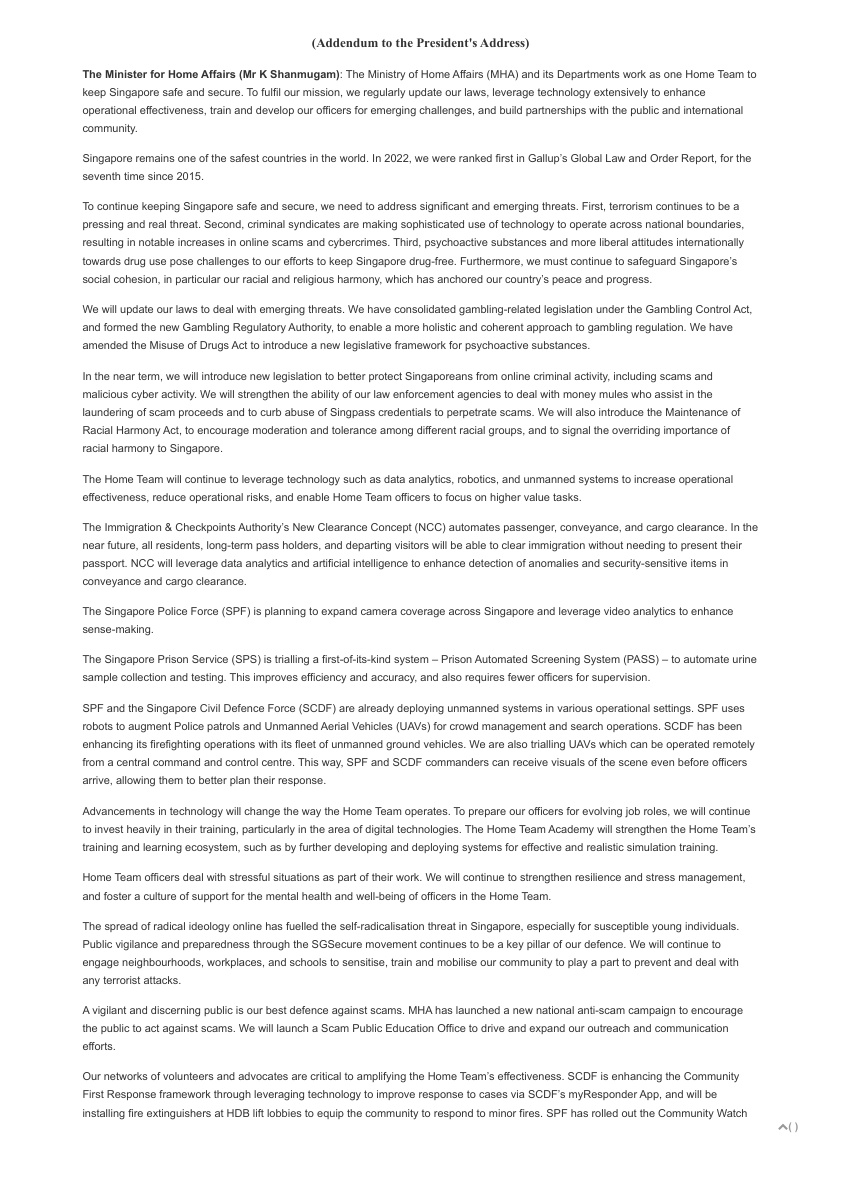 (Addendum to the President's Address)
The Minister for Home Affairs (Mr K Shanmugam): The Ministry of Home Affairs (MHA) and its Departments work as one Home Team to
keep Singapore safe and secure. To fulfil our mission, we regularly update our laws, leverage technology extensively to enhance
operational effectiveness, train and develop our officers for emerging challenges, and build partnerships with the public and international
community.
Singapore remains one of the safest countries in the world. In 2022, we were ranked first in Gallup’s Global Law and Order Report, for the
seventh time since 2015.
To continue keeping Singapore safe and secure, we need to address significant and emerging threats. First, terrorism continues to be a
pressing and real threat. Second, criminal syndicates are making sophisticated use of technology to operate across national boundaries,
resulting in notable increases in online scams and cybercrimes. Third, psychoactive substances and more liberal attitudes internationally
towards drug use pose challenges to our efforts to keep Singapore drug-free. Furthermore, we must continue to safeguard Singapore’s
social cohesion, in particular our racial and religious harmony, which has anchored our country’s peace and progress.
We will update our laws to deal with emerging threats. We have consolidated gambling-related legislation under the Gambling Control Act,
and formed the new Gambling Regulatory Authority, to enable a more holistic and coherent approach to gambling regulation. We have
amended the Misuse of Drugs Act to introduce a new legislative framework for psychoactive substances.
In the near term, we will introduce new legislation to better protect Singaporeans from online criminal activity, including scams and
malicious cyber activity. We will strengthen the ability of our law enforcement agencies to deal with money mules who assist in the
laundering of scam proceeds and to curb abuse of Singpass credentials to perpetrate scams. We will also introduce the Maintenance of
Racial Harmony Act, to encourage moderation and tolerance among different racial groups, and to signal the overriding importance of
racial harmony to Singapore.
The Home Team will continue to leverage technology such as data analytics, robotics, and unmanned systems to increase operational
effectiveness, reduce operational risks, and enable Home Team officers to focus on higher value tasks.
The Immigration & Checkpoints Authority’s New Clearance Concept (NCC) automates passenger, conveyance, and cargo clearance. In the
near future, all residents, long-term pass holders, and departing visitors will be able to clear immigration without needing to present their
passport. NCC will leverage data analytics and artificial intelligence to enhance detection of anomalies and security-sensitive items in
conveyance and cargo clearance.
The Singapore Police Force (SPF) is planning to expand camera coverage across Singapore and leverage video analytics to enhance
sense-making.
The Singapore Prison Service (SPS) is trialling a first-of-its-kind system – Prison Automated Screening System (PASS) – to automate urine
sample collection and testing. This improves efficiency and accuracy, and also requires fewer officers for supervision.
SPF and the Singapore Civil Defence Force (SCDF) are already deploying unmanned systems in various operational settings. SPF uses
robots to augment Police patrols and Unmanned Aerial Vehicles (UAVs) for crowd management and search operations. SCDF has been
enhancing its firefighting operations with its fleet of unmanned ground vehicles. We are also trialling UAVs which can be operated remotely
from a central command and control centre. This way, SPF and SCDF commanders can receive visuals of the scene even before officers
arrive, allowing them to better plan their response.
Advancements in technology will change the way the Home Team operates. To prepare our officers for evolving job roles, we will continue
to invest heavily in their training, particularly in the area of digital technologies. The Home Team Academy will strengthen the Home Team’s
training and learning ecosystem, such as by further developing and deploying systems for effective and realistic simulation training.
Home Team officers deal with stressful situations as part of their work. We will continue to strengthen resilience and stress management,
and foster a culture of support for the mental health and well-being of officers in the Home Team.
The spread of radical ideology online has fuelled the self-radicalisation threat in Singapore, especially for susceptible young individuals.
Public vigilance and preparedness through the SGSecure movement continues to be a key pillar of our defence. We will continue to
engage neighbourhoods, workplaces, and schools to sensitise, train and mobilise our community to play a part to prevent and deal with
any terrorist attacks.
A vigilant and discerning public is our best defence against scams. MHA has launched a new national anti-scam campaign to encourage
the public to act against scams. We will launch a Scam Public Education Office to drive and expand our outreach and communication
efforts.
Our networks of volunteers and advocates are critical to amplifying the Home Team’s effectiveness. SCDF is enhancing the Community
First Response framework through leveraging technology to improve response to cases via SCDF’s myResponder App, and will be
installing fire extinguishers at HDB lift lobbies to equip the community to respond to minor fires. SPF has rolled out the Community Watch
( )